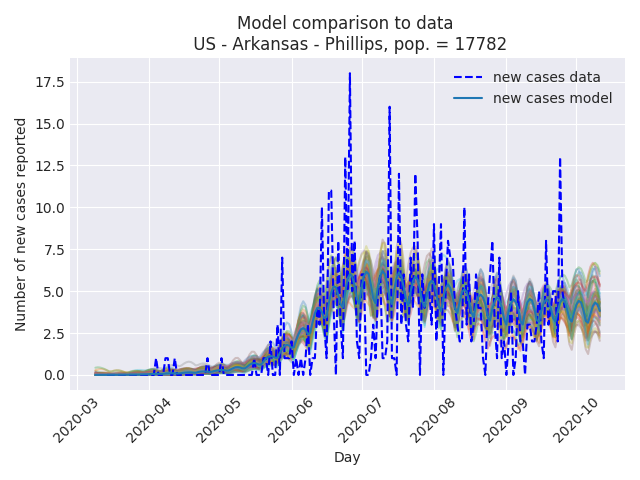 Model comparison to data
US - Arkansas - Phillips, pop. = 17782
new cases data
new cases model
Number of new cases reported
17.5
15.0
12.5
10.0
7.5
5.0
2.5
0.0
2020-03
2020-04
2020-05
2020-06
2020-07
2020-08
2020-09
2020-10
Day